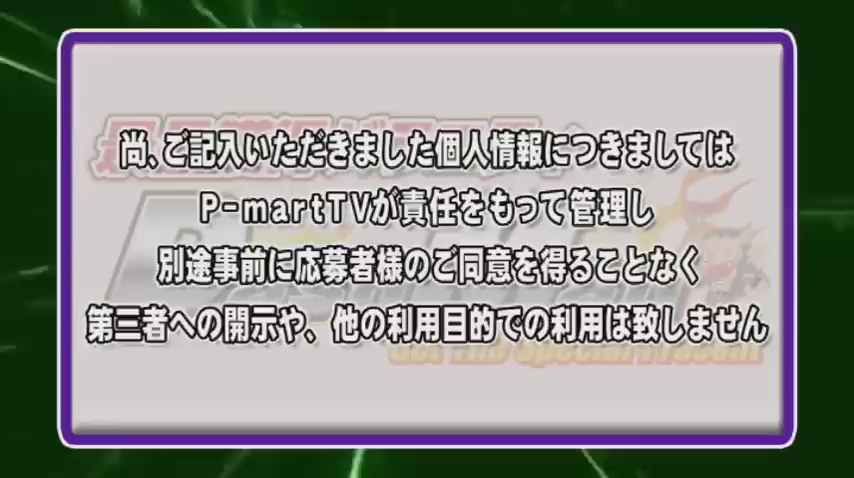 尚、ご記入いただきました個人情報につきましては
P-martTVが責任をもって管理し
別途事前に応募者様のご同意を得ることなく
第三者への開示や、他の利用目的での利用は致しません
Get The Special Present